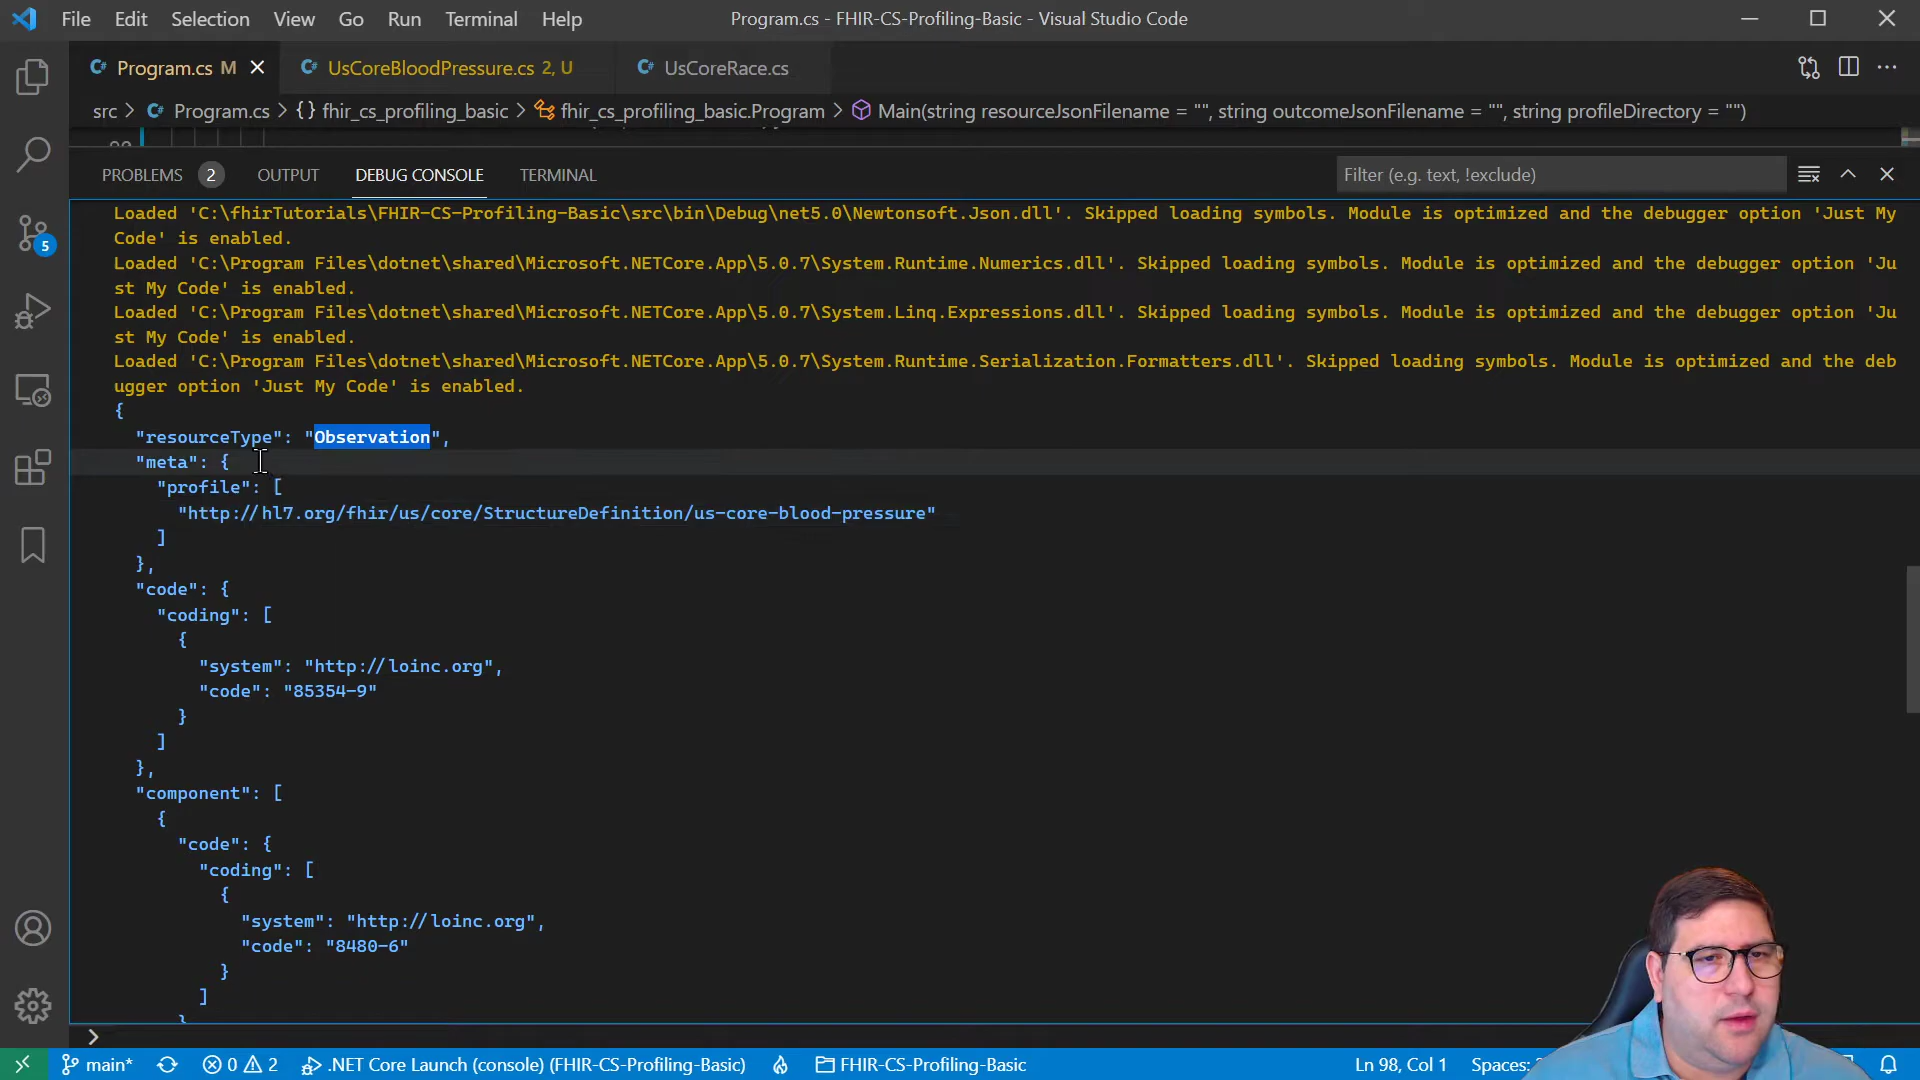 File Edit Selection View Go Run Terminal Help Program.cs - FHIR-CS-Profiling-Basic - Visual Studio Code
Program.cs M UsCoreBloodPressure.cs 2, U UsCoreRace.cs
src > Program.cs > {} fhir_cs_profiling_basic > fhir_cs_profiling_basic.Program > Main(string resourceJsonFilename = "", string outcomeJsonFilename = "", string profileDirectory = "")
PROBLEMS 2 OUTPUT DEBUG CONSOLE TERMINAL Filter (e.g. text, !exclude)
Loaded 'C:\fhirTutorials\FHIR-CS-Profiling-Basic\src\bin\Debug\net5.0\Newtonsoft.Json.dll'. Skipped loading symbols. Module is optimized and the debugger option 'Just My
Code' is enabled.
Loaded 'C:\Program Files\dotnet\shared\Microsoft.NETCore.App\5.0.7\System.Runtime.Numerics.dll'. Skipped loading symbols. Module is optimized and the debugger option 'Ju
st My Code' is enabled.
Loaded 'C:\Program Files\dotnet\shared\Microsoft.NETCore.App\5.0.7\System.Linq.Expressions.dll'. Skipped loading symbols. Module is optimized and the debugger option 'Ju
st My Code' is enabled.
Loaded 'C:\Program Files\dotnet\shared\Microsoft.NETCore.App\5.0.7\System.Runtime.Serialization.Formatters.dll'. Skipped loading symbols. Module is optimized and the deb
ugger option 'Just My Code' is enabled.
{
"resourceType": "Observation",
"meta": {
"profile": [
"http://hl7.org/fhir/us/core/StructureDefinition/us-core-blood-pressure"
]
},
"code": {
"coding": [
{
"system": "http://loinc.org",
"code": "85354-9"
}
]
},
"component": [
{
"code": {
"coding": [
{
"system": "http://loinc.org",
"code": "8480-6"
}
]
}
5
main* 0 2 .NET Core Launch (console) (FHIR-CS-Profiling-Basic) FHIR-CS-Profiling-Basic Ln 98, Col 1 Spaces: